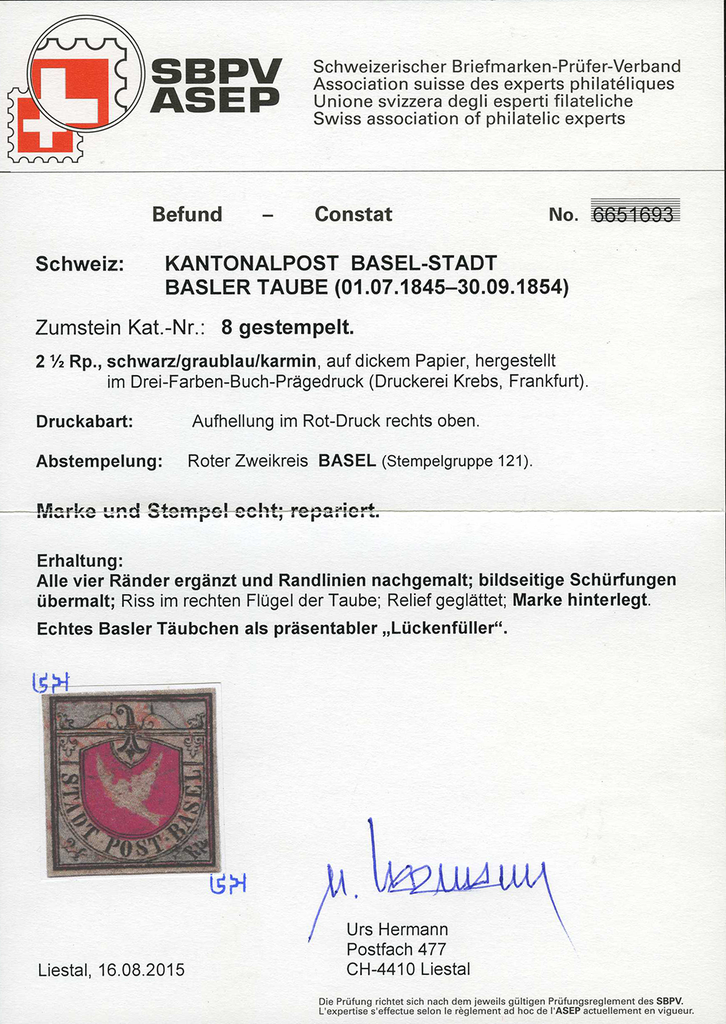 SBPV
ASEP
Schweizerischer Briefmarken-Prüfer-Verband
Association suisse des experts philatéliques
Unione svizzera degli esperti filateliche
Swiss association of philatelic experts
Befund – Constat No. 6651693
Schweiz: KANTONALPOST BASEL-STADT
BASLER TAUBE (01.07.1845–30.09.1854)
Zumstein Kat.-Nr.: 8 gestempelt.
2 ½ Rp., schwarz/graublau/karmin, auf dickem Papier, hergestellt
im Drei-Farben-Buch-Prägedruck (Druckerei Krebs, Frankfurt).
Druckabart: Aufhellung im Rot-Druck rechts oben.
Abstempelung: Roter Zweikreis BASEL (Stempelgruppe 121).
Marke und Stempel echt; repariert.
Erhaltung:
Alle vier Ränder ergänzt und Randlinien nachgemalt; bildseitige Schürfungen
übermalt; Riss im rechten Flügel der Taube; Relief geglättet; Marke hinterlegt.
Echtes Basler Täubchen als präsentabler „Lückenfüller“.
STADT POST BASEL
2½ Rp.
Urs Hermann
Postfach 477
CH-4410 Liestal
Liestal, 16.08.2015
Die Prüfung richtet sich nach dem jeweils gültigen Prüfungsreglement des SBPV.
L'expertise s'effectue selon le règlement ad hoc de l'ASEP actuellement en vigueur.